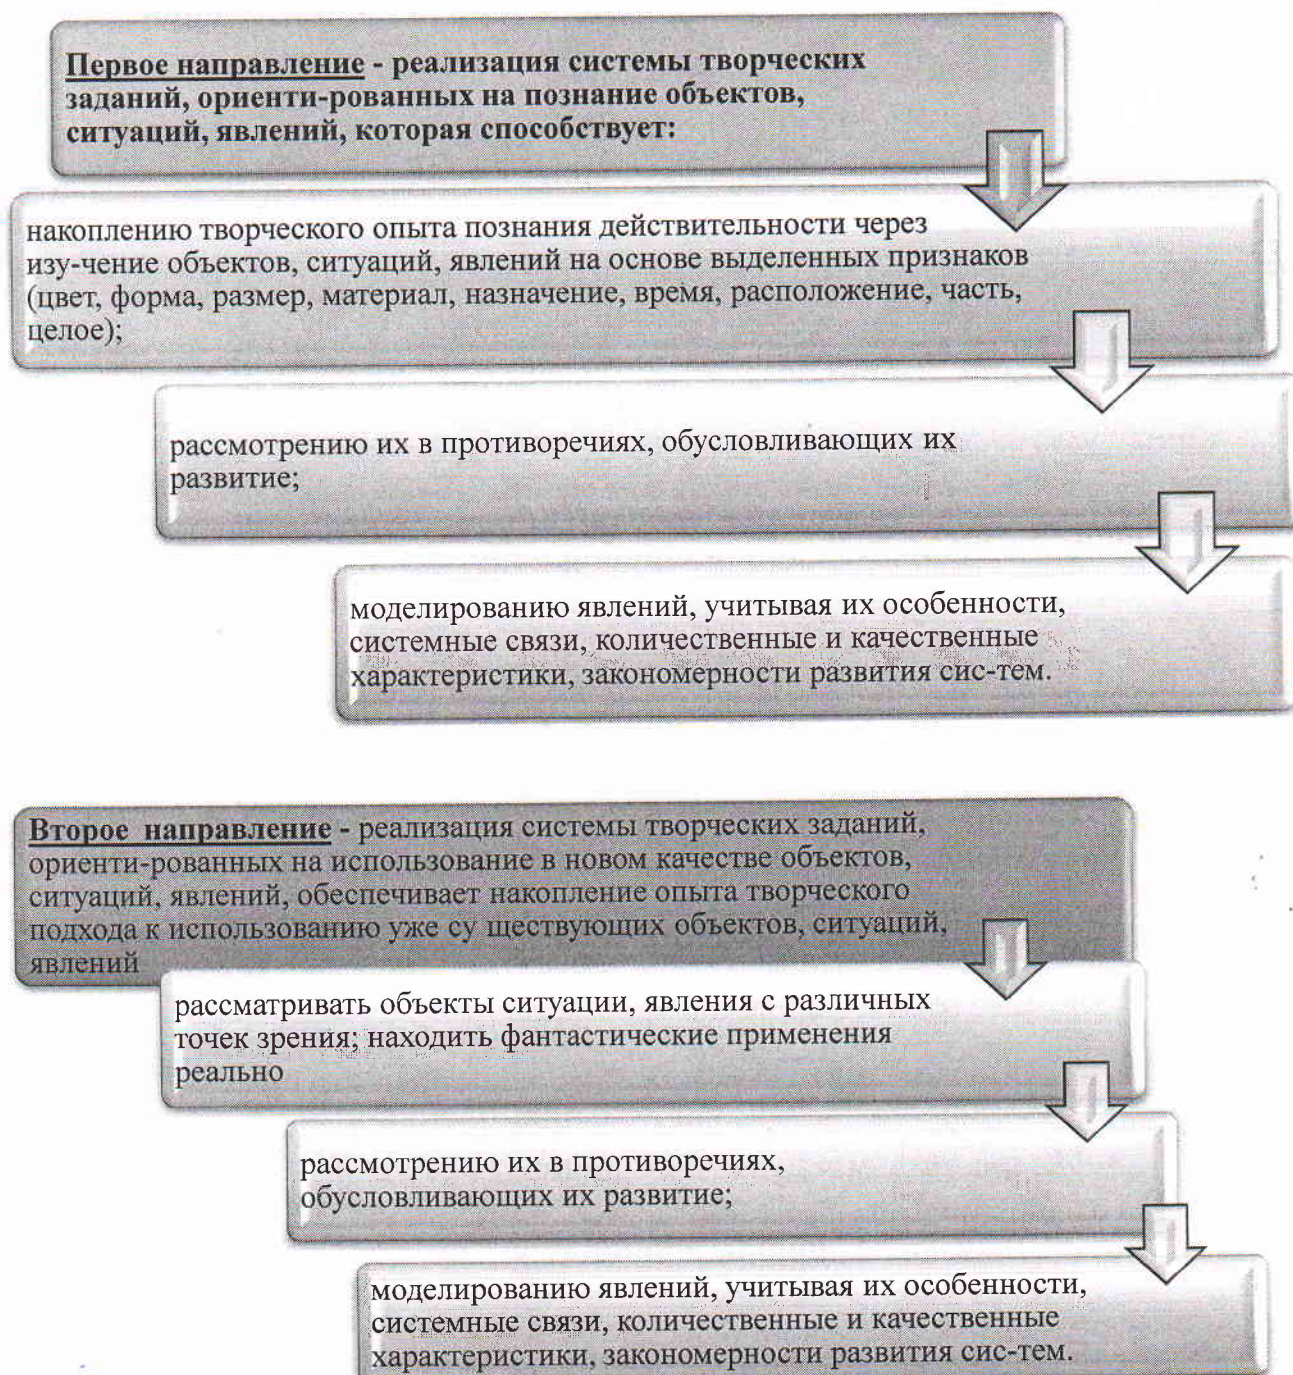 Первое направление - реализация системы творческих
заданий, ориенти-рованных на познание объектов,
ситуаций, явлений, которая способствует:
накоплению творческого опыта познания действительности через
изу-чение объектов, ситуаций, явлений на основе выделенных признаков
(цвет, форма, размер, материал, назначение, время, расположение, часть,
целое);
рассмотрению их в противоречиях, обусловливающих их
развитие;
моделированию явлений, учитывая их особенности,
системные связи, количественные и качественные
характеристики, закономерности развития сис-тем.
Второе направление - реализация системы творческих заданий,
ориенти-рованных на использование в новом качестве объектов,
ситуаций, явлений, обеспечивает накопление опыта творческого
подхода к использованию уже су ществующих объектов, ситуаций,
явлений
рассматривать объекты ситуации, явления с различных
точек зрения; находить фантастические применения
реально
рассмотрению их в противоречиях,
обусловливающих их развитие;
моделированию явлений, учитывая их особенности,
системные связи, количественные и качественные
характеристики, закономерности развития сис-тем.